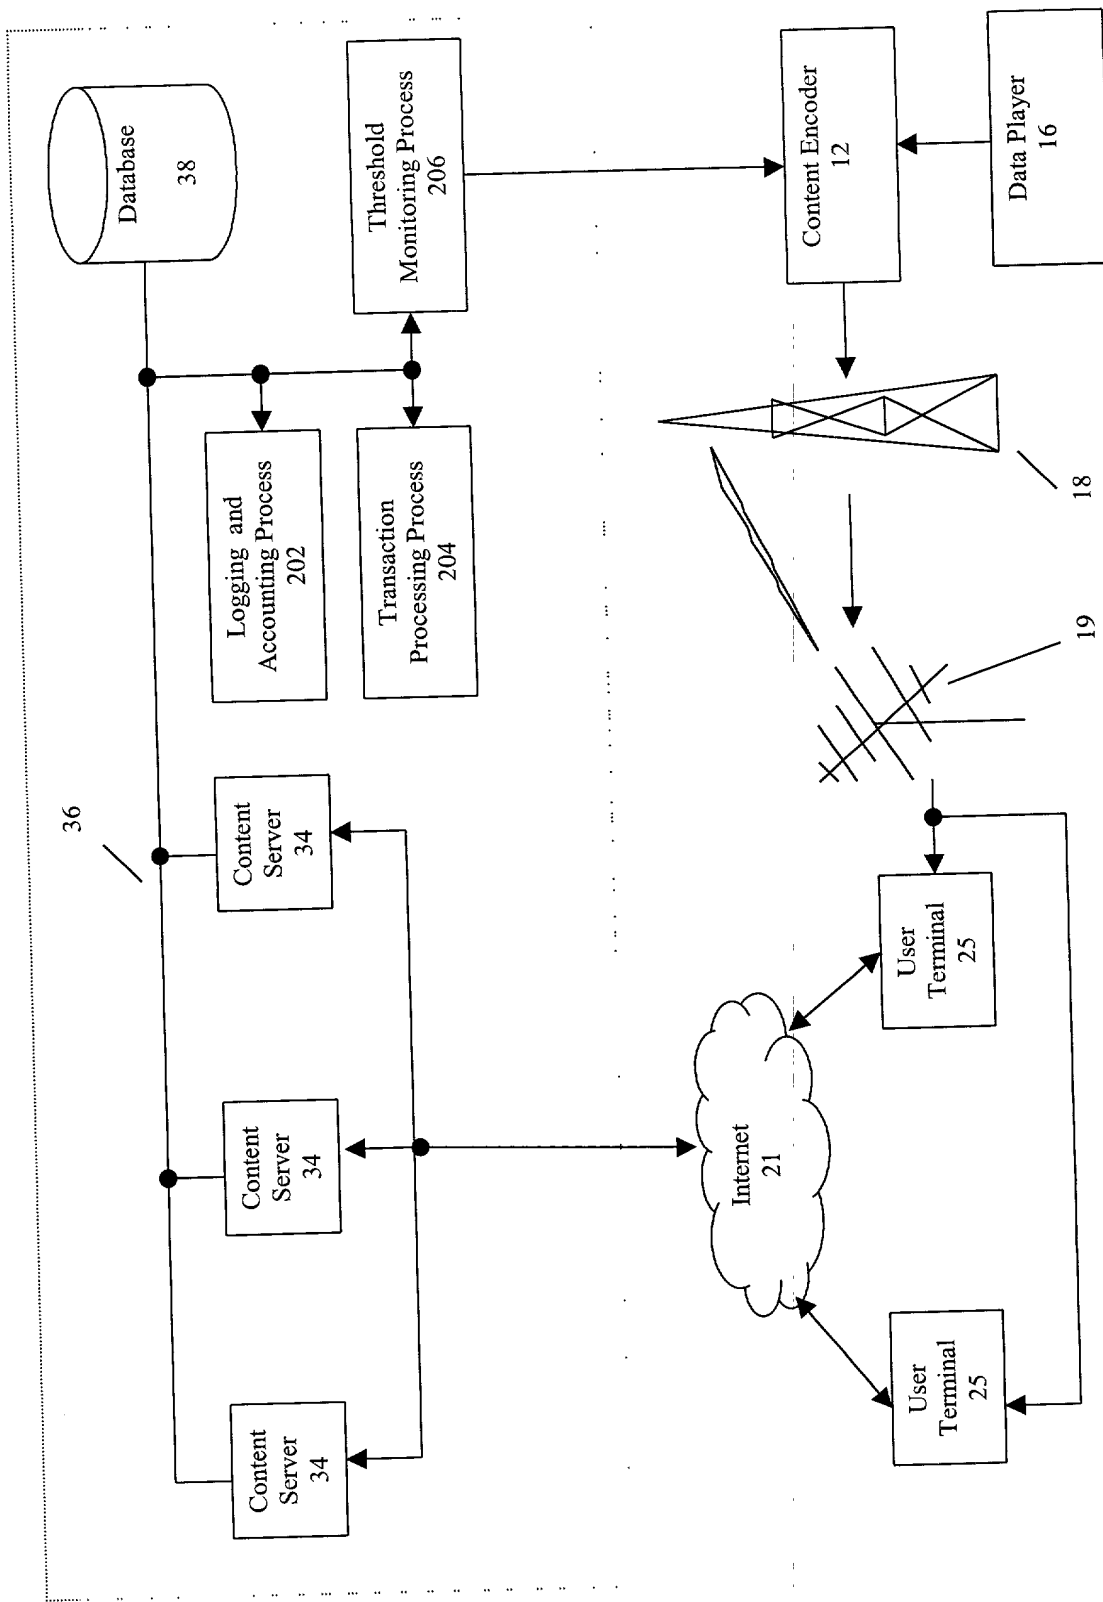 36
Database
38
Content
Server
34
Content
Server
34
Content
Server
34
Logging and
Accounting Process
202
Transaction
Processing Process
204
Threshold
Monitoring Process
206
Internet
21
Content Encoder
12
User
Terminal
25
User
Terminal
25
Data Player
16
19
18